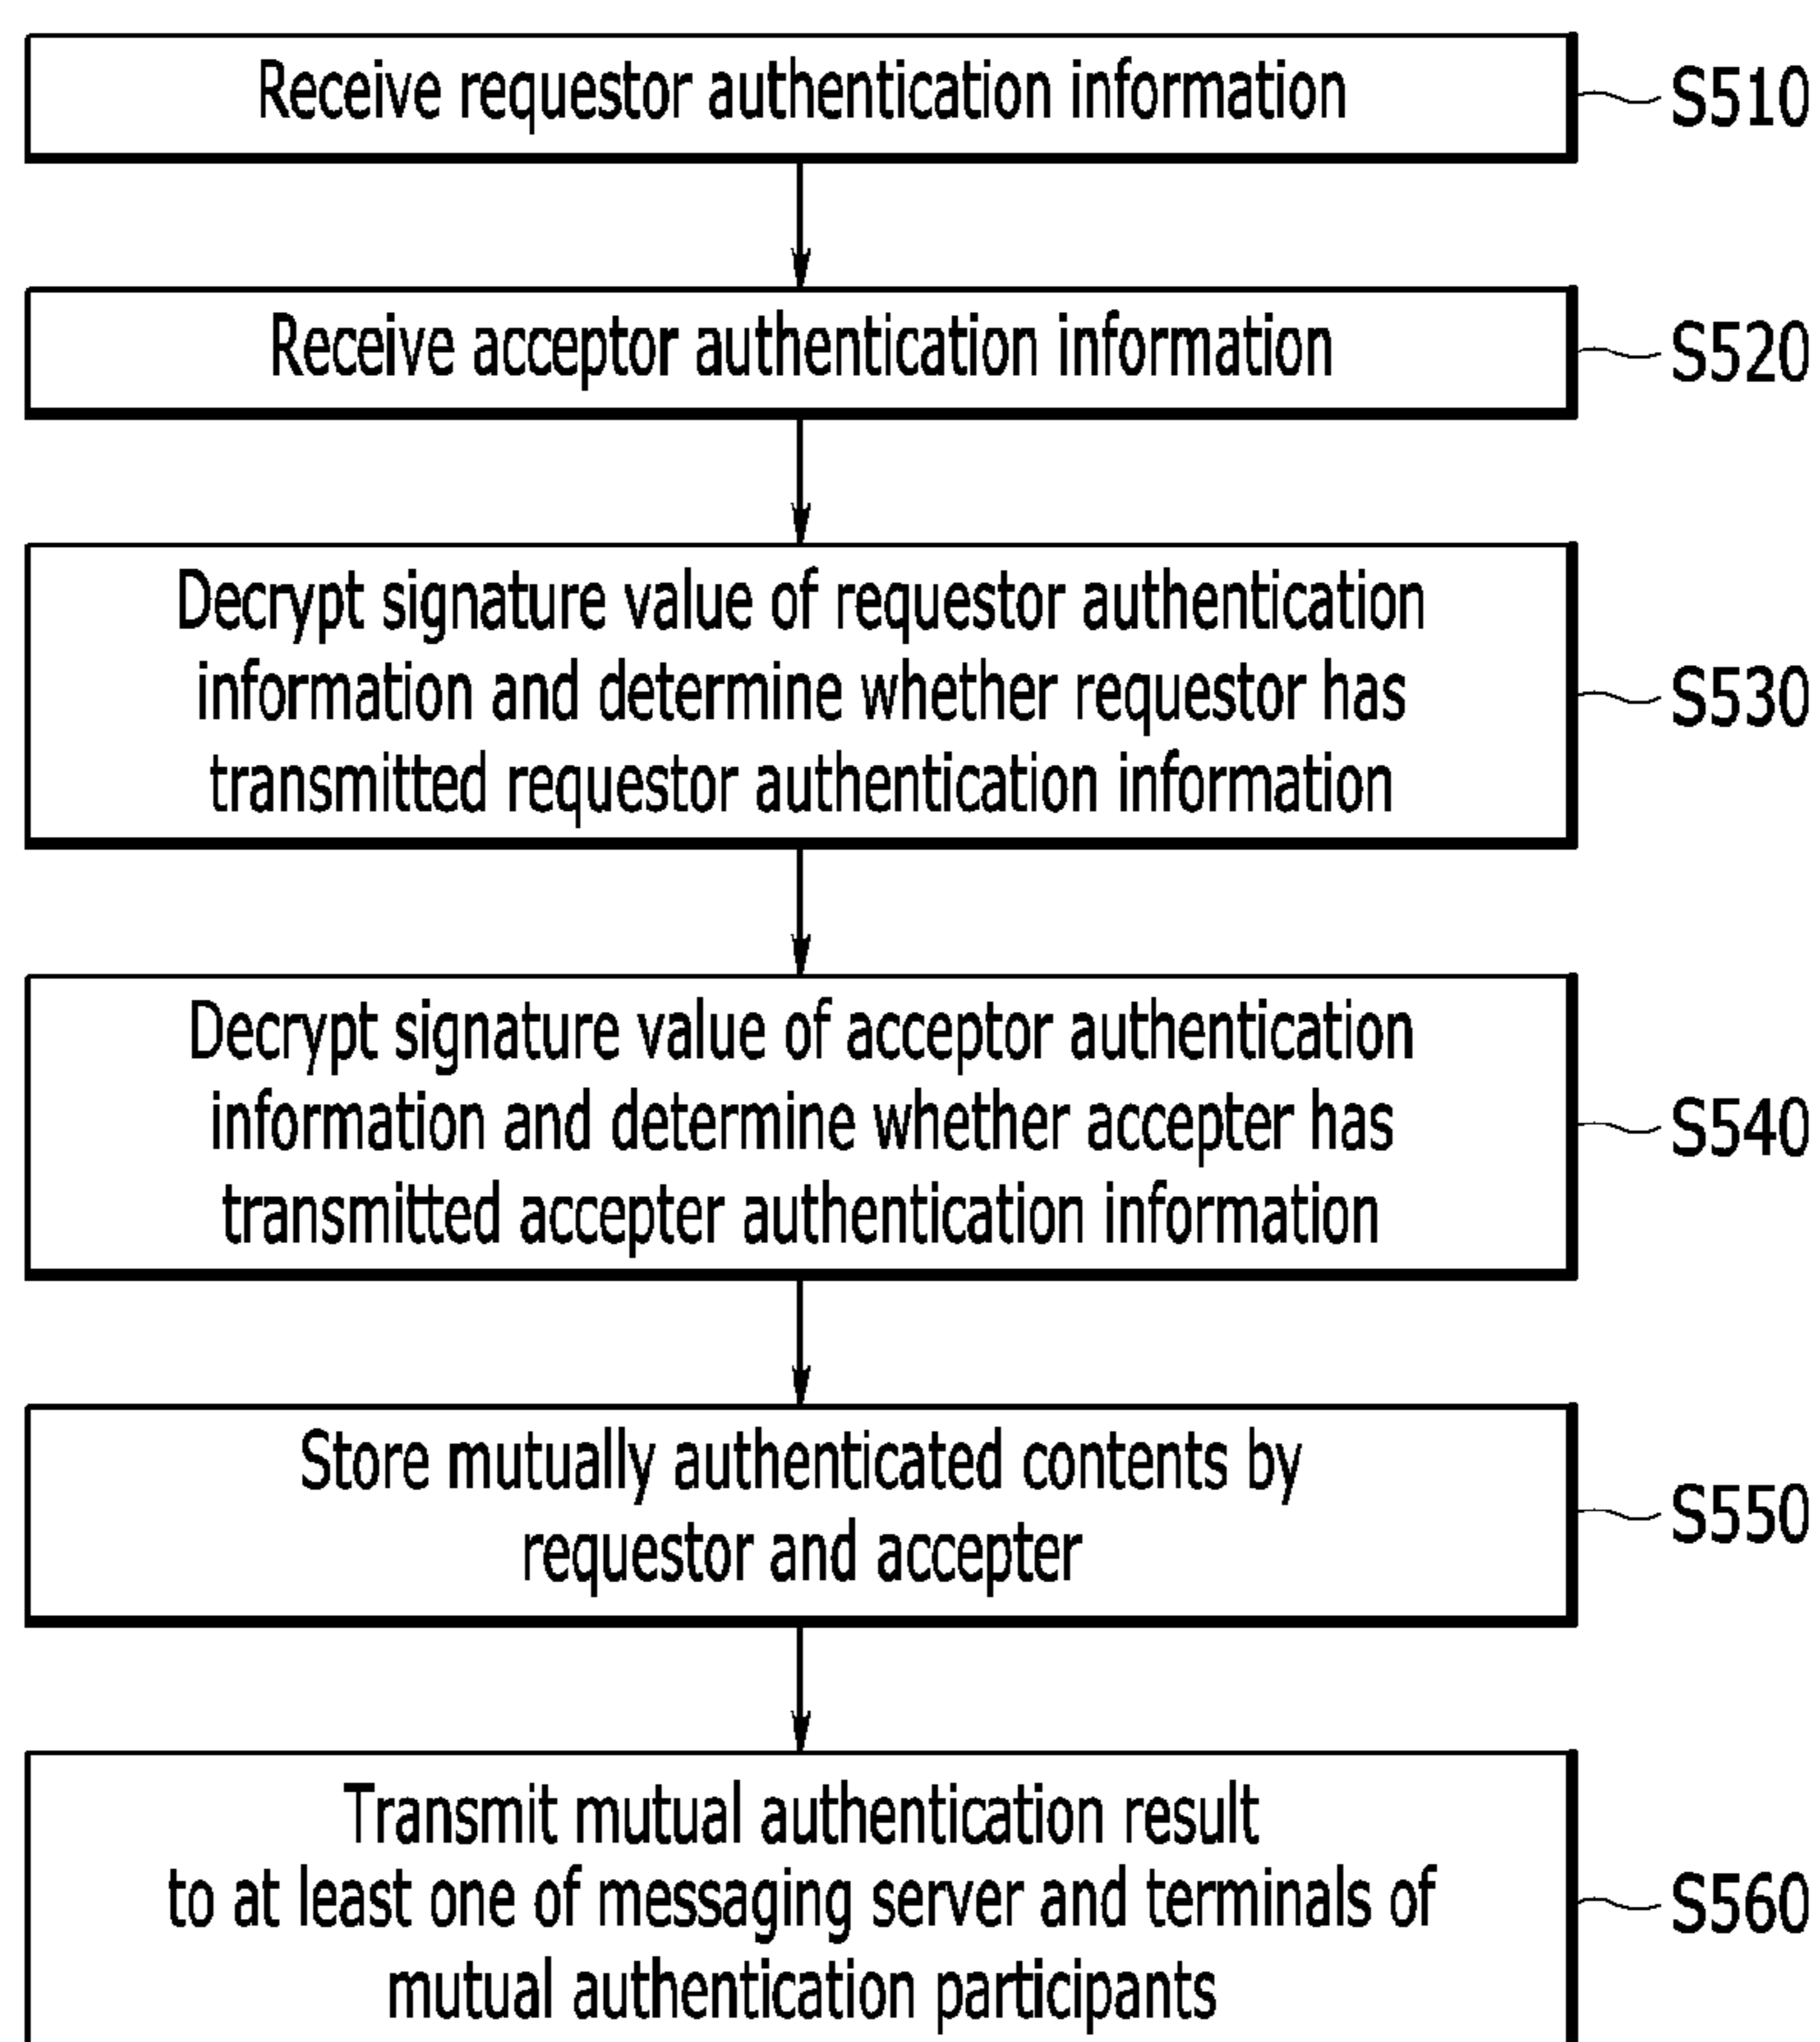 Receive requestor authentication information
S510
Receive acceptor authentication information
S520
Decrypt signature value of requestor authentication
information and determine whether requestor has
transmitted requestor authentication information
S530
Decrypt signature value of acceptor authentication
information and determine whether accepter has
transmitted accepter authentication information
S540
Store mutually authenticated contents by
requestor and accepter
S550
Transmit mutual authentication result
to at least one of messaging server and terminals of
mutual authentication participants
S560